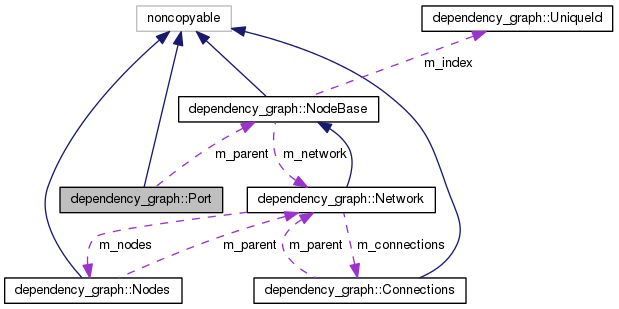 noncopyable
dependency_graph::UniqueId
m_index
dependency_graph::NodeBase
m_parent
m_network
dependency_graph::Port
dependency_graph::Network
m_nodes
m_parent
m_parent
m_connections
dependency_graph::Nodes
dependency_graph::Connections